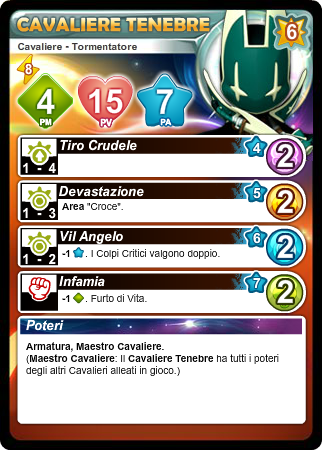 CAVALIERE TENEBRE
6
Cavaliere - Tormentatore
8
4
PM
15
PV
7
PA
Tiro Crudele
4
2
1 - 4
Devastazione
5
2
Area "Croce".
1 - 3
Vil Angelo
6
2
-1 . I Colpi Critici valgono doppio.
1 - 2
Infamia
7
2
-1 . Furto di Vita.
1
Poteri
Armatura, Maestro Cavaliere.
(Maestro Cavaliere: Il Cavaliere Tenebre ha tutti i poteri
degli altri Cavalieri alleati in gioco.)